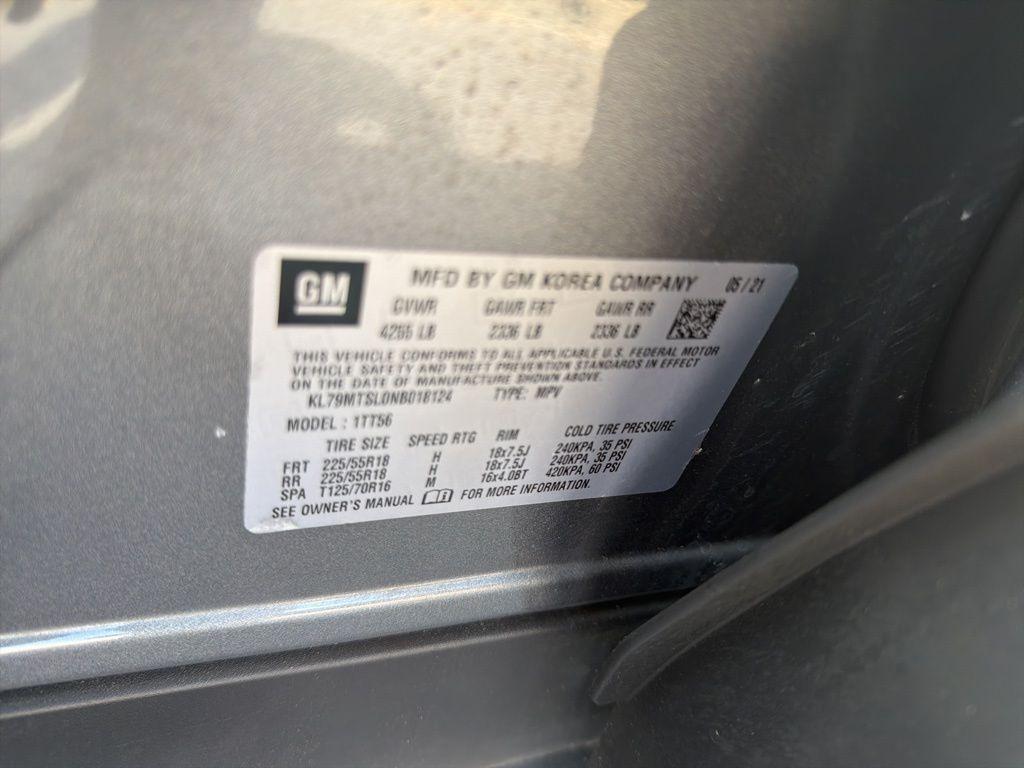 GM MFD BY GM KOREA COMPANY 05/21
GVWR GAWR FRT GAWR RR
4255 LB 2336 LB 2336 LB
THIS VEHICLE CONFORMS TO ALL APPLICABLE U.S. FEDERAL MOTOR
VEHICLE SAFETY AND THEFT PREVENTION STANDARDS IN EFFECT
ON THE DATE OF MANUFACTURE SHOWN ABOVE.
KL79MTSL0NB018124 TYPE: MPV
MODEL : 1TT56
TIRE SIZE SPEED RTG RIM COLD TIRE PRESSURE
FRT 225/55R18 H 18x7.5J 240KPA, 35 PSI
RR 225/55R18 H 18x7.5J 240KPA, 35 PSI
SPA T125/70R16 M 16x4.0BT 420KPA, 60 PSI
SEE OWNER'S MANUAL FOR MORE INFORMATION.